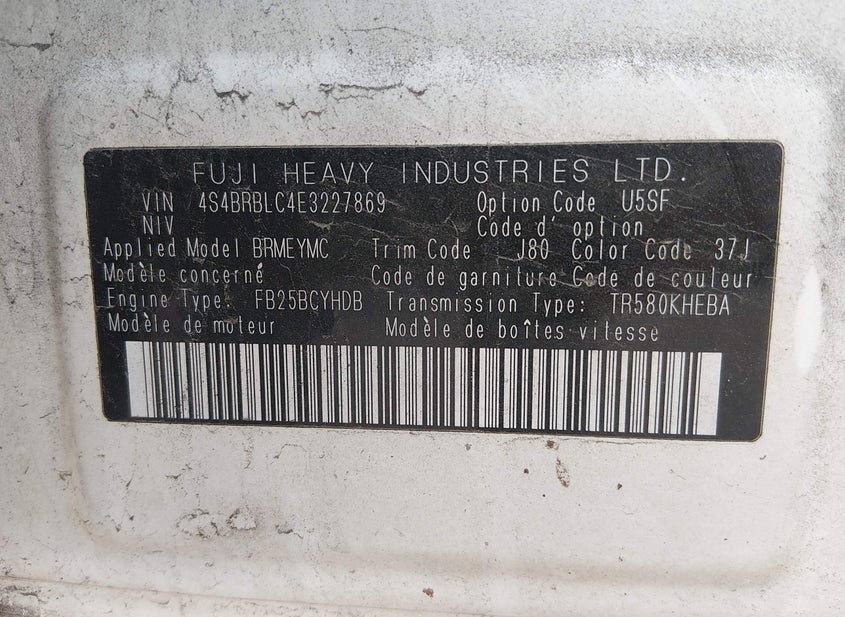 FUJI HEAVY INDUSTRIES LTD.
VIN 4S4BRBLC4E3227869 Option Code U5SF
NIV Code d' option
Applied Model BRMEYMC Trim Code J80 Color Code 37J
Modèle concerné Code de garniture Code de couleur
Engine Type: FB25BCYHDB Transmission Type: TR580KHEBA
Modèle de moteur Modèle de boîtes vitesse